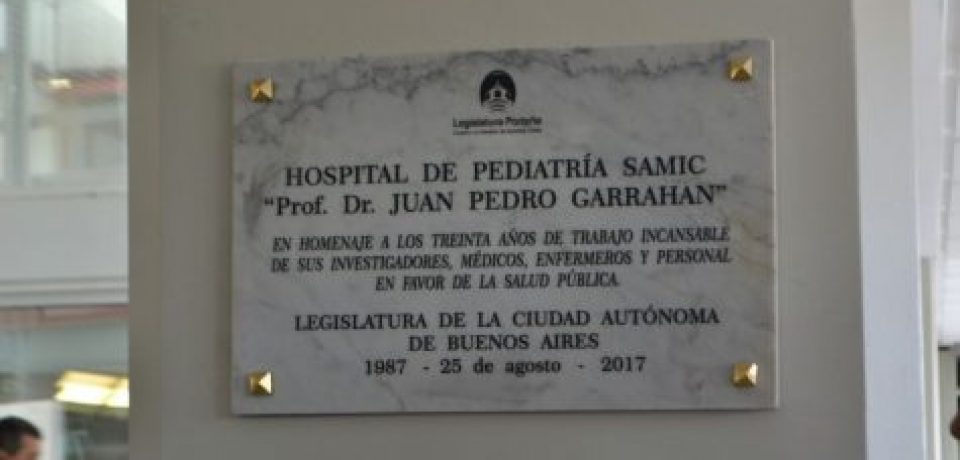 Legislatura Porteña
HOSPITAL DE PEDIATRÍA SAMIC
"Prof. Dr. JUAN PEDRO GARRAHAN"
EN HOMENAJE A LOS TREINTA AÑOS DE TRABAJO INCANSABLE
DE SUS INVESTIGADORES, MÉDICOS, ENFERMEROS Y PERSONAL
EN FAVOR DE LA SALUD PÚBLICA.
LEGISLATURA DE LA CIUDAD AUTÓNOMA
DE BUENOS AIRES
1987 - 25 de agosto - 2017